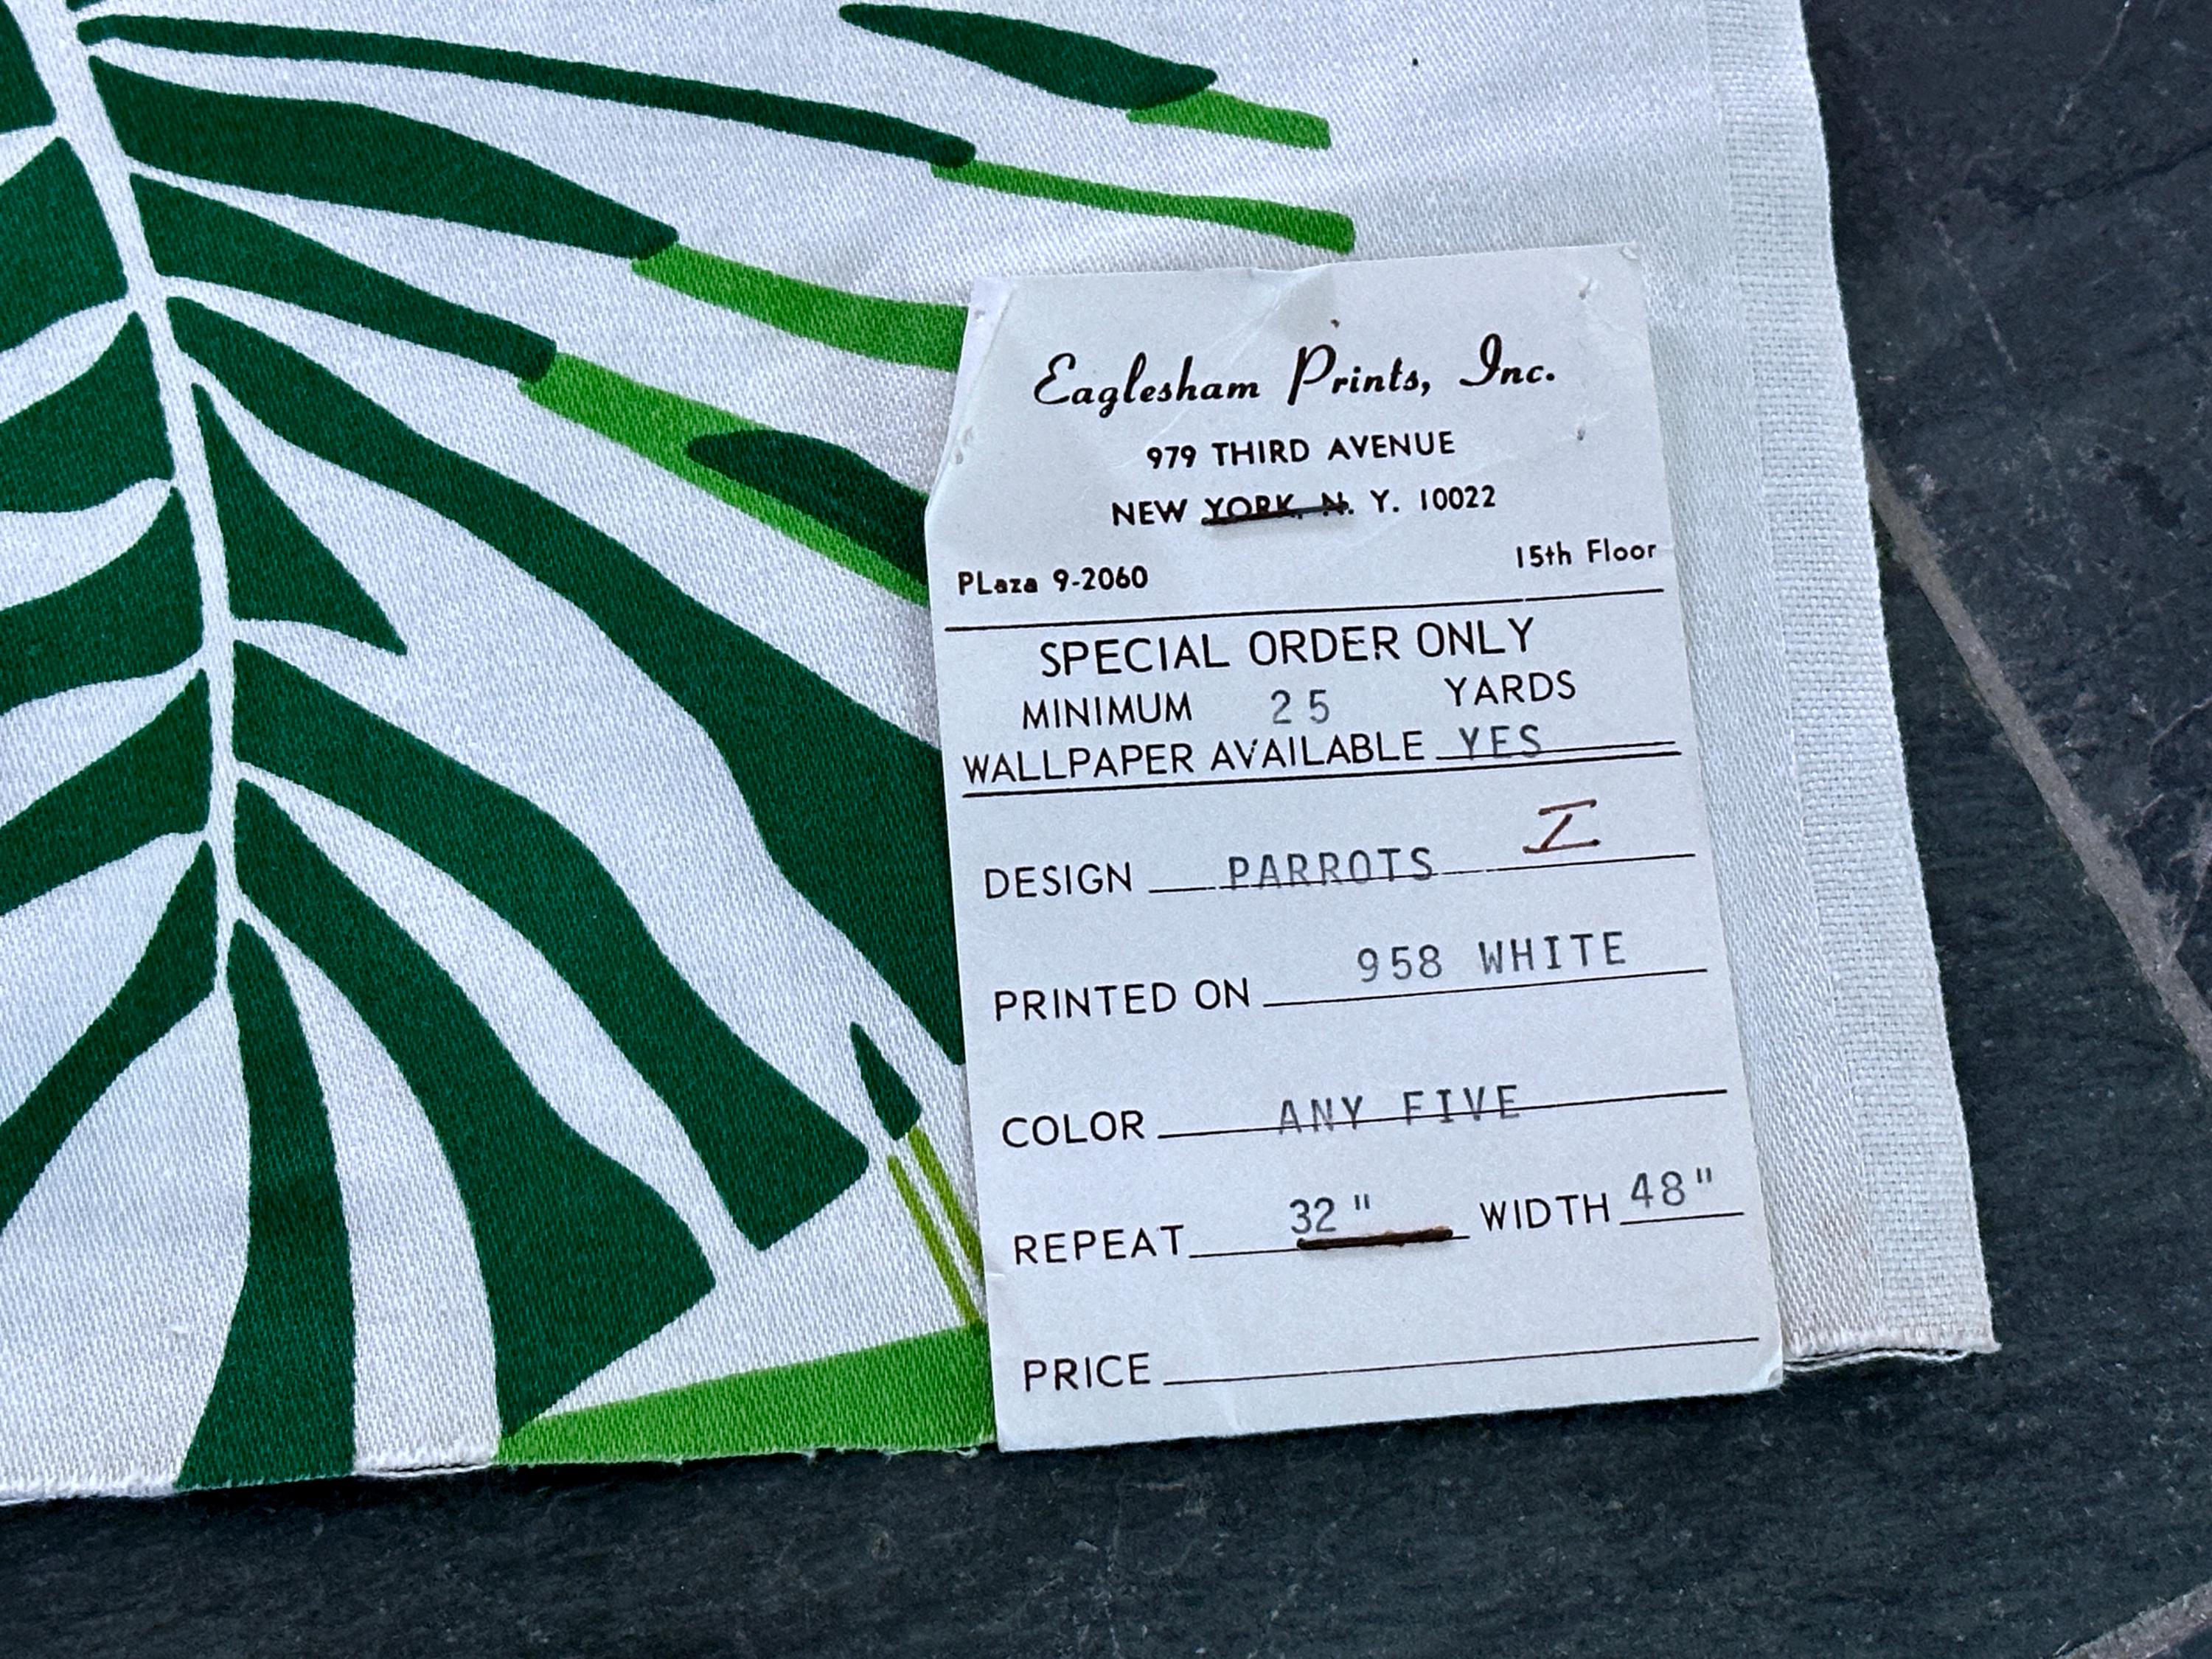 Eaglesham Prints, Inc.
979 THIRD AVENUE
NEW YORK, N. Y. 10022
PLaza 9-2060 15th Floor
SPECIAL ORDER ONLY
MINIMUM 25 YARDS
WALLPAPER AVAILABLE YES
DESIGN PARROTS I
PRINTED ON 958 WHITE
COLOR ANY FIVE
REPEAT 32" WIDTH 48"
PRICE